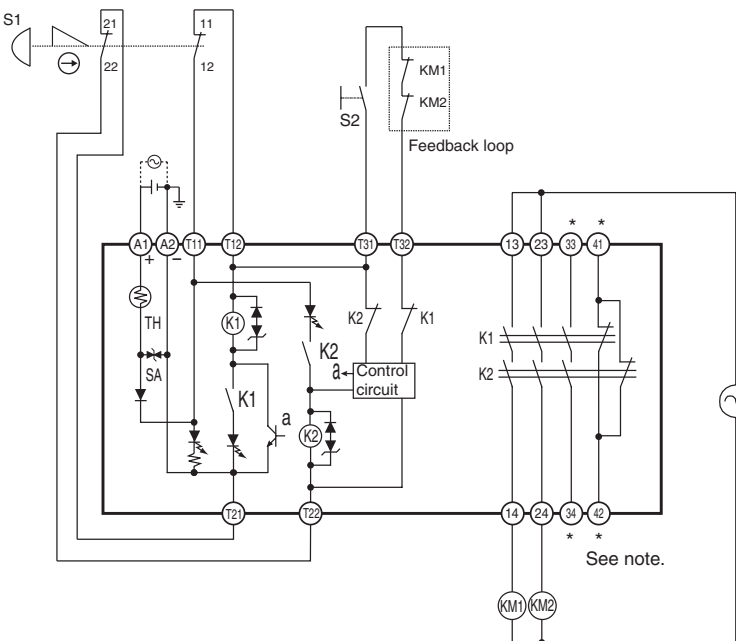 S1
21
22
11
12
S2
KM1
KM2
Feedback loop
A1
A2
T11
T12
T31
T32
13
23
*
33
*
41
+
−
TH
SA
K1
K1
K2
K2
K2
K1
a
a
Control
circuit
K1
K2
T21
T22
14
24
34
42
*
*
See note.
KM1
KM2